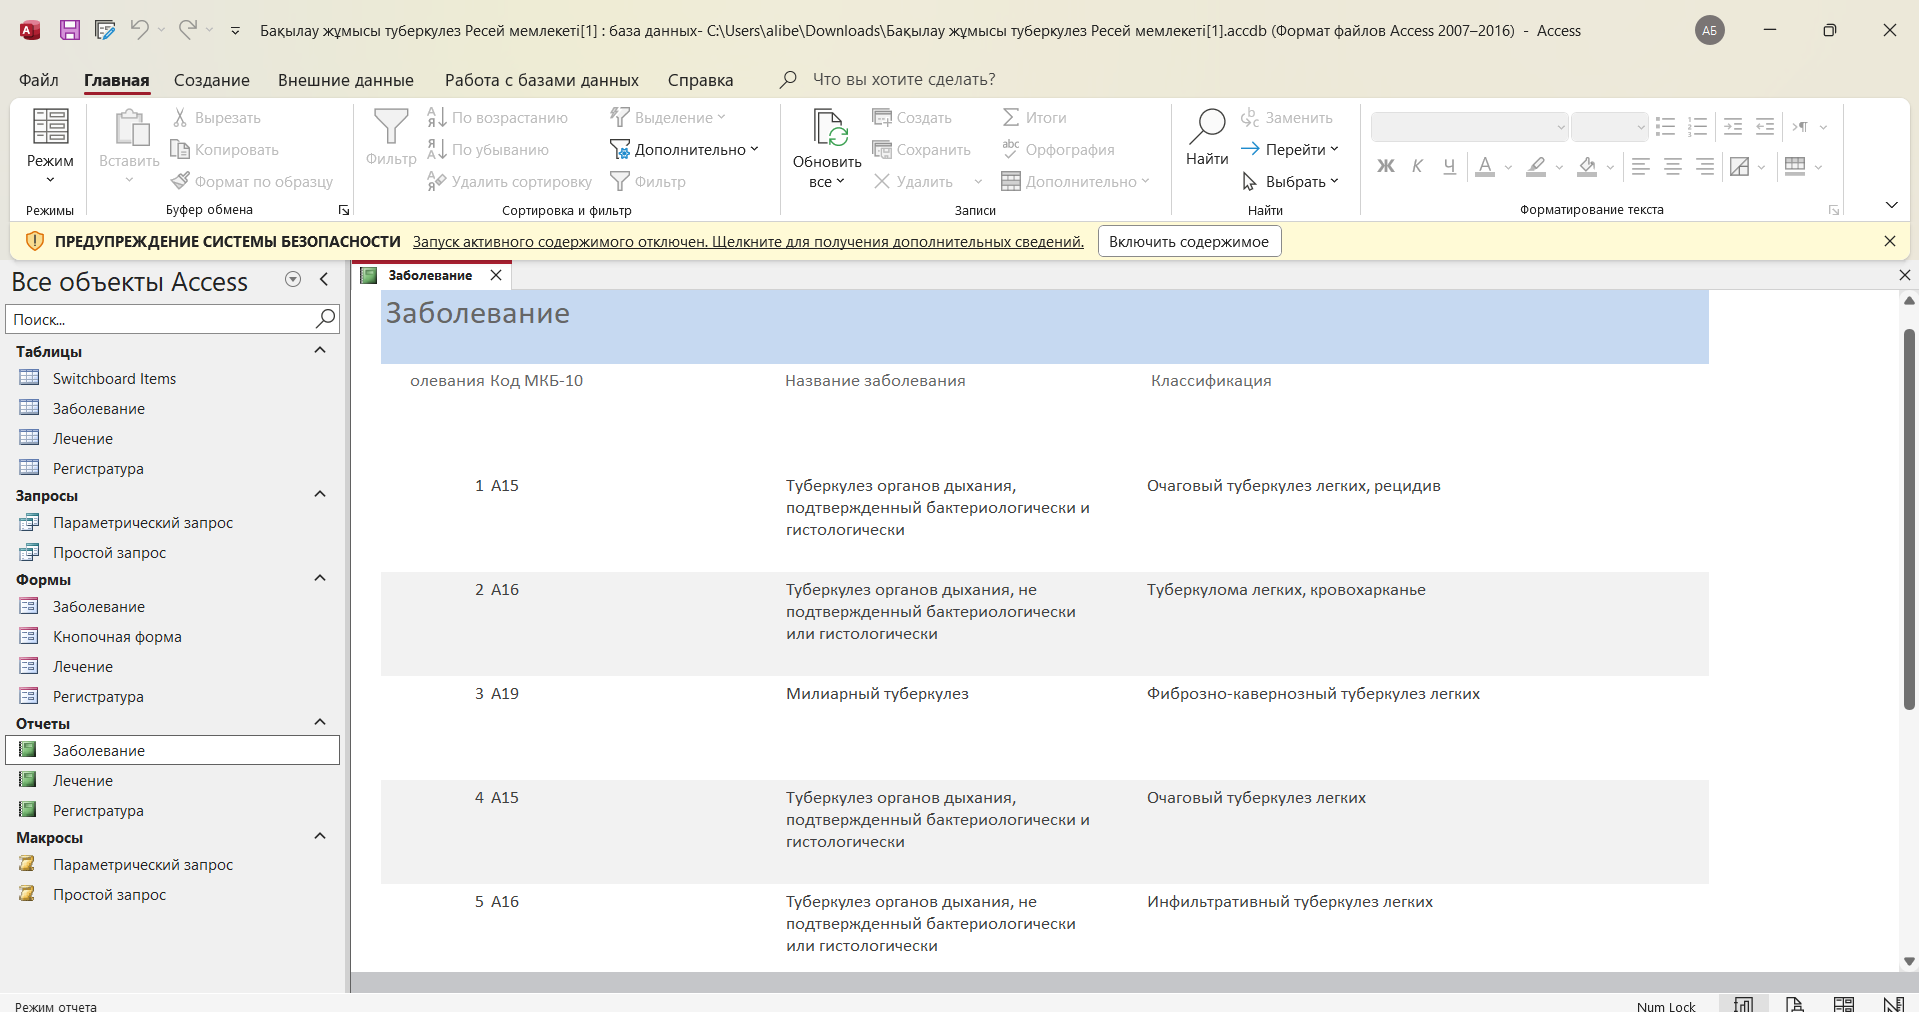 Бақылау жұмысы туберкулез Ресей мемлекеті[1] : база данных- C:\Users\alibe\Downloads\Бақылау жұмысы туберкулез Ресей мемлекеті[1].accdb (Формат файлов Access 2007–2016) - Access
АБ
Файл Главная Создание Внешние данные Работа с базами данных Справка Что вы хотите сделать?
Режим
Режимы
Вставить
Вырезать
Копировать
Формат по образцу
Буфер обмена
Фильтр
По возрастанию
По убыванию
Удалить сортировку
Выделение
Дополнительно
Фильтр
Сортировка и фильтр
Обновить
все
Создать
Сохранить
Удалить
Итоги
Орфография
Дополнительно
Записи
Найти
Заменить
Перейти
Выбрать
Найти
Ж К Ч А
Форматирование текста
ПРЕДУПРЕЖДЕНИЕ СИСТЕМЫ БЕЗОПАСНОСТИ Запуск активного содержимого отключен. Щелкните для получения дополнительных сведений. Включить содержимое
Все объекты Access
Поиск...
Таблицы
Switchboard Items
Заболевание
Лечение
Регистратура
Запросы
Параметрический запрос
Простой запрос
Формы
Заболевание
Кнопочная форма
Лечение
Регистратура
Отчеты
Заболевание
Лечение
Регистратура
Макросы
Параметрический запрос
Простой запрос
Заболевание
Заболевание
олевания Код МКБ-10 Название заболевания Классификация
1 A15 Туберкулез органов дыхания, Очаговый туберкулез легких, рецидив
подтвержденный бактериологически и
гистологически
2 A16 Туберкулез органов дыхания, не Туберкулома легких, кровохарканье
подтвержденный бактериологически
или гистологически
3 A19 Милиарный туберкулез Фиброзно-кавернозный туберкулез легких
4 A15 Туберкулез органов дыхания, Очаговый туберкулез легких
подтвержденный бактериологически и
гистологически
5 A16 Туберкулез органов дыхания, не Инфильтративный туберкулез легких
подтвержденный бактериологически
или гистологически
Режим отчета Num Lock